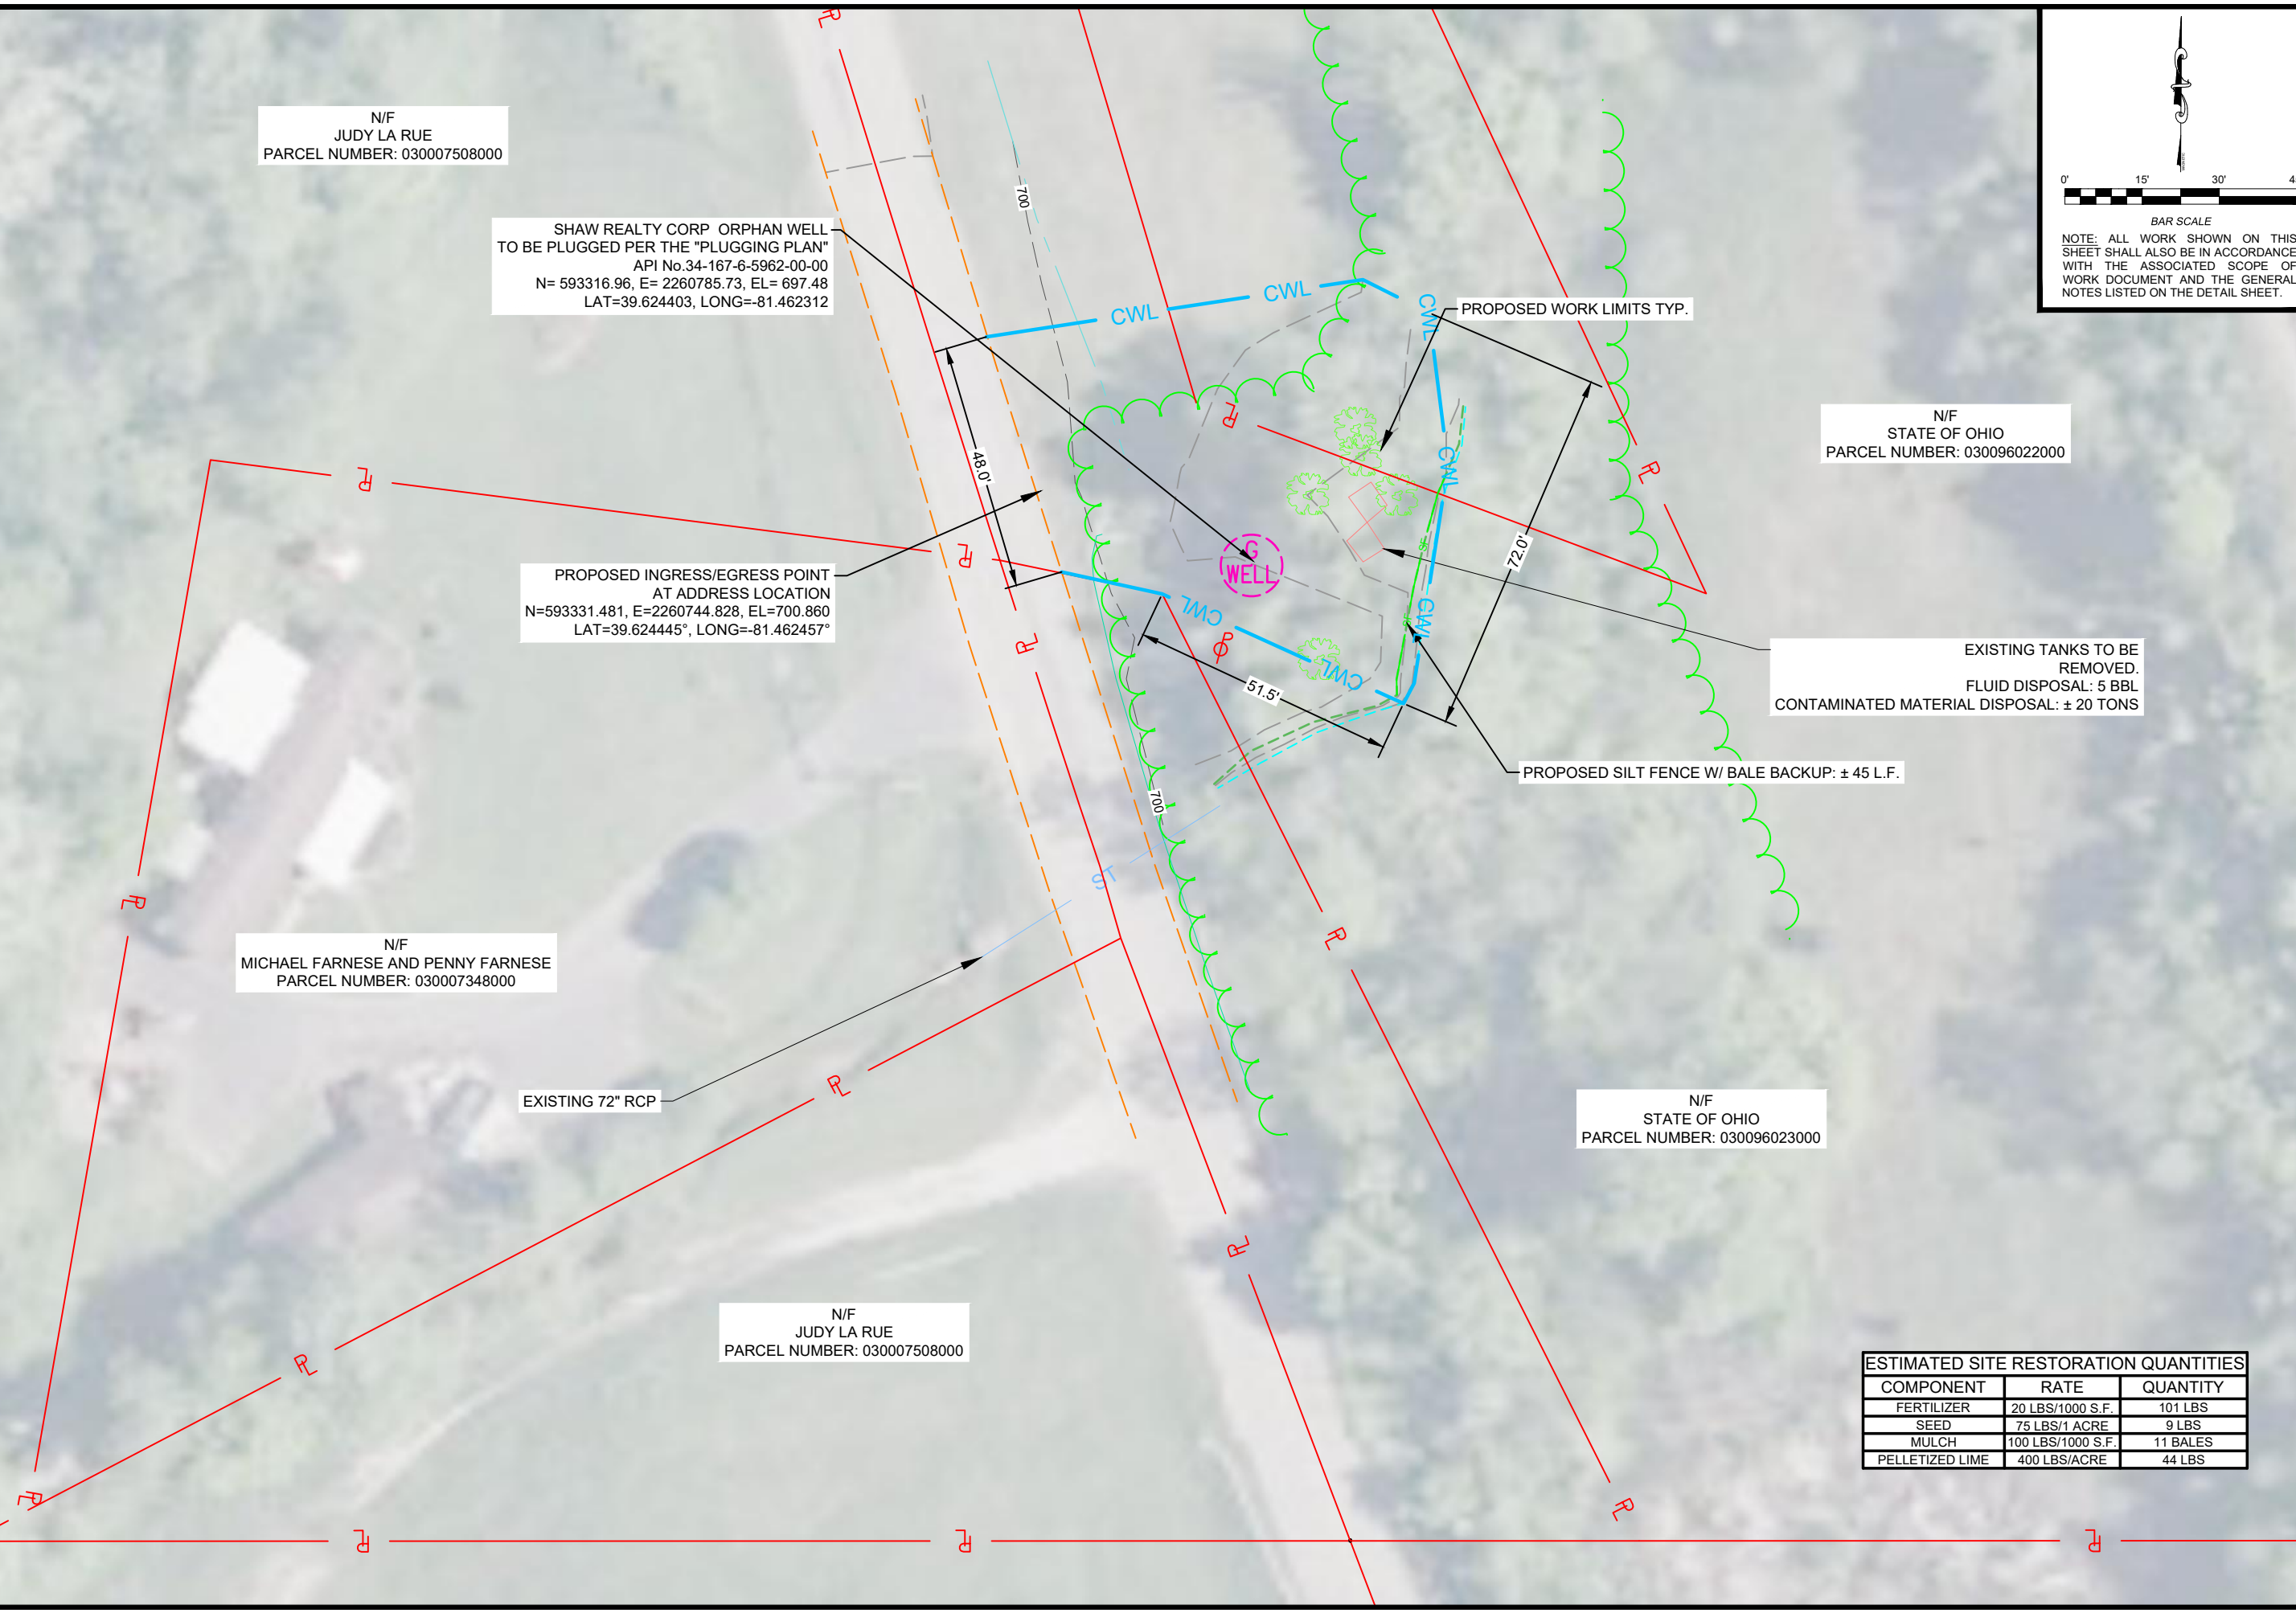 N/F
JUDY LA RUE
PARCEL NUMBER: 030007508000
SHAW REALTY CORP ORPHAN WELL
TO BE PLUGGED PER THE "PLUGGING PLAN"
API No.34-167-6-5962-00-00
N= 593316.96, E= 2260785.73, EL= 697.48
LAT=39.624403, LONG=-81.462312
700
0' 15' 30'
BAR SCALE
NOTE: ALL WORK SHOWN ON THIS
SHEET SHALL ALSO BE IN ACCORDANCE
WITH THE ASSOCIATED SCOPE OF
WORK DOCUMENT AND THE GENERAL
NOTES LISTED ON THE DETAIL SHEET.
CWL
CWL
CWL
PROPOSED WORK LIMITS TYP.
N/F
STATE OF OHIO
PARCEL NUMBER: 030096022000
48.0'
CWL
72.0'
G
WELL
PROPOSED INGRESS/EGRESS POINT
AT ADDRESS LOCATION
N=593331.481, E=2260744.828, EL=700.860
LAT=39.624445°, LONG=-81.462457°
CWL
CWL
CWL
51.5'
EXISTING TANKS TO BE
REMOVED.
FLUID DISPOSAL: 5 BBL
CONTAMINATED MATERIAL DISPOSAL: ± 20 TONS
PROPOSED SILT FENCE W/ BALE BACKUP: ± 45 L.F.
700
ST
N/F
MICHAEL FARNESE AND PENNY FARNESE
PARCEL NUMBER: 030007348000
EXISTING 72" RCP
N/F
STATE OF OHIO
PARCEL NUMBER: 030096023000
N/F
JUDY LA RUE
PARCEL NUMBER: 030007508000
ESTIMATED SITE RESTORATION QUANTITIES
COMPONENT RATE QUANTITY
FERTILIZER 20 LBS/1000 S.F. 101 LBS
SEED 75 LBS/1 ACRE 9 LBS
MULCH 100 LBS/1000 S.F. 11 BALES
PELLETIZED LIME 400 LBS/ACRE 44 LBS